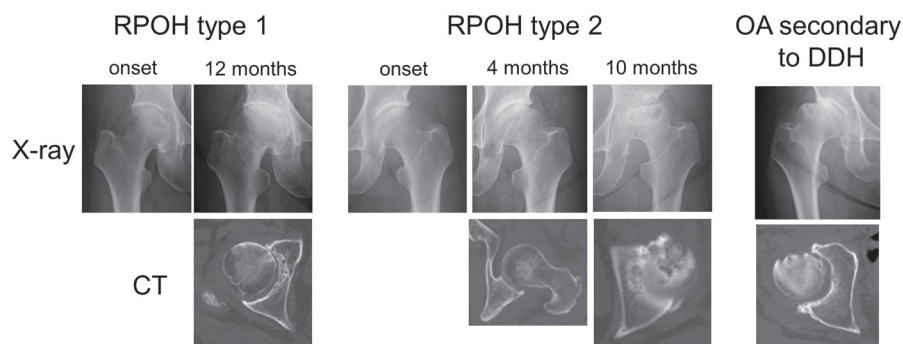 RPOH type 1
RPOH type 2
OA secondary
to DDH
onset
12 months
onset
4 months
10 months
X-ray
CT